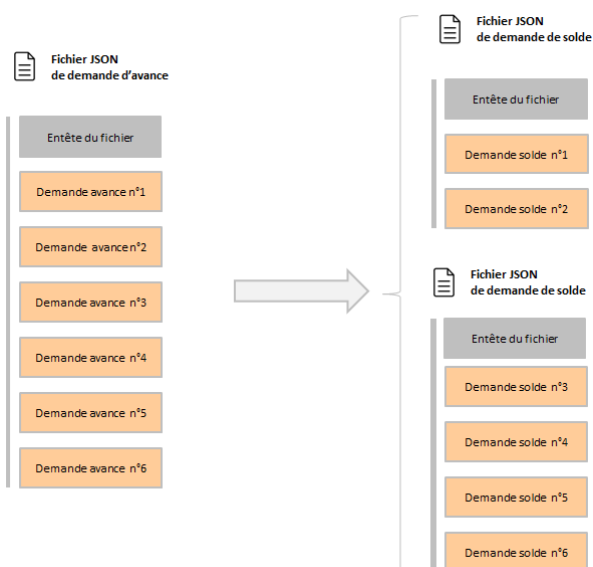 Fichier JSON
de demande d'avance
Entête du fichier
Demande avance n°1
Demande avance n°2
Demande avance n°3
Demande avance n°4
Demande avance n°5
Demande avance n°6
Fichier JSON
de demande de solde
Entête du fichier
Demande solde n°1
Demande solde n°2
Fichier JSON
de demande de solde
Entête du fichier
Demande solde n°3
Demande solde n°4
Demande solde n°5
Demande solde n°6